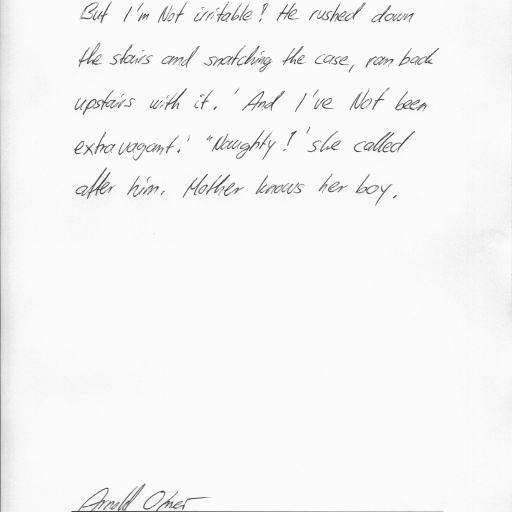 But I'm Not irritable! He rushed down
the stairs and snatching the case, ran back
upstairs with it.' And I've Not been
extravagant.' "Naughty!' she called
after him. Mother knows her boy.
Arnold